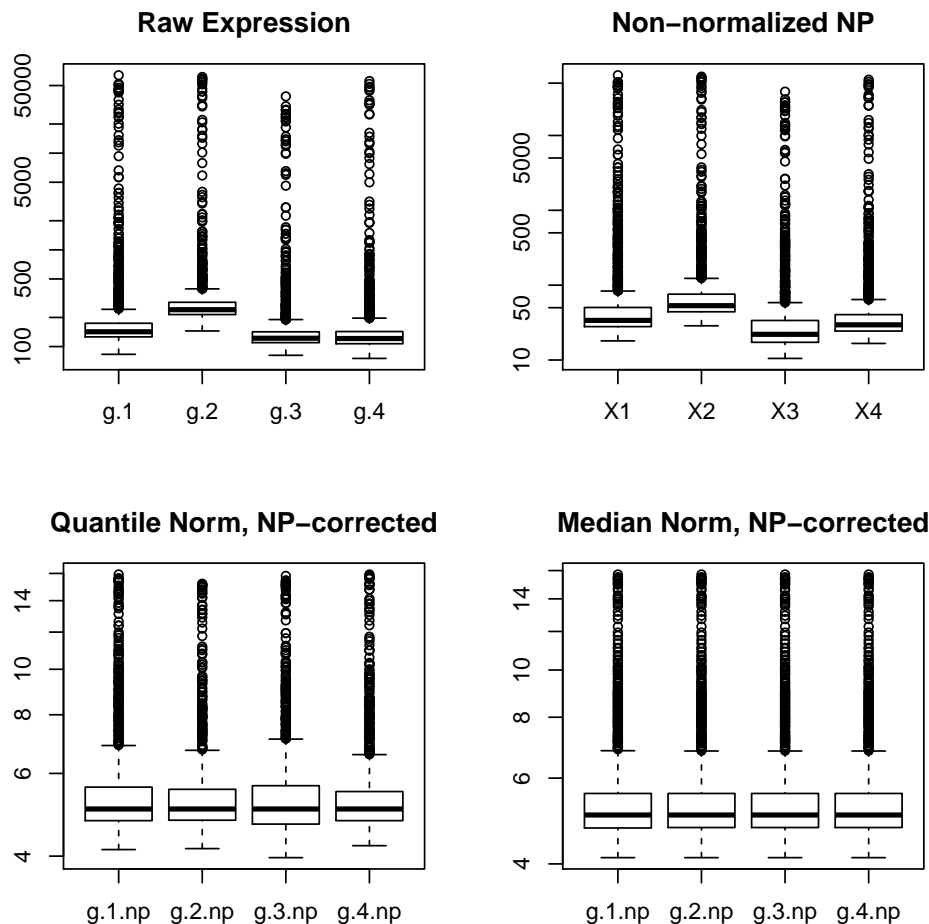 Raw Expression
50000
5000
500
100
g.1 g.2 g.3 g.4
Non−normalized NP
5000
500
50
10
X1 X2 X3 X4
Quantile Norm, NP−corrected
14
10
8
6
4
g.1.np g.2.np g.3.np g.4.np
Median Norm, NP−corrected
14
10
8
6
4
g.1.np g.2.np g.3.np g.4.np